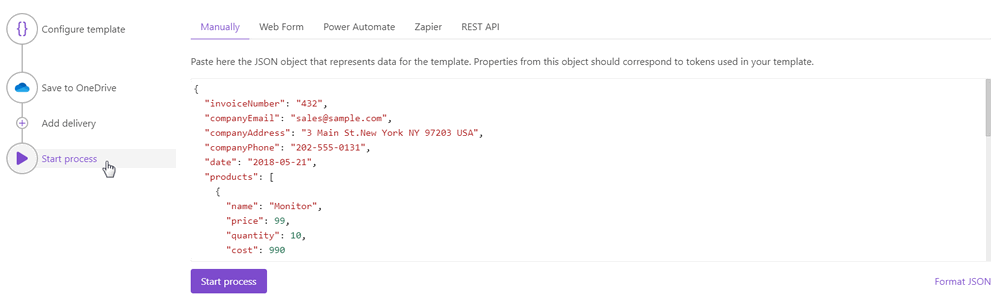 {} Configure template
Save to OneDrive
Add delivery
Start process
Manually Web Form Power Automate Zapier REST API
Paste here the JSON object that represents data for the template. Properties from this object should correspond to tokens used in your template.
{
"invoiceNumber": "432",
"companyEmail": "sales@sample.com",
"companyAddress": "3 Main St.New York NY 97203 USA",
"companyPhone": "202-555-0131",
"date": "2018-05-21",
"products": [
{
"name": "Monitor",
"price": 99,
"quantity": 10,
"cost": 990
Start process Format JSON